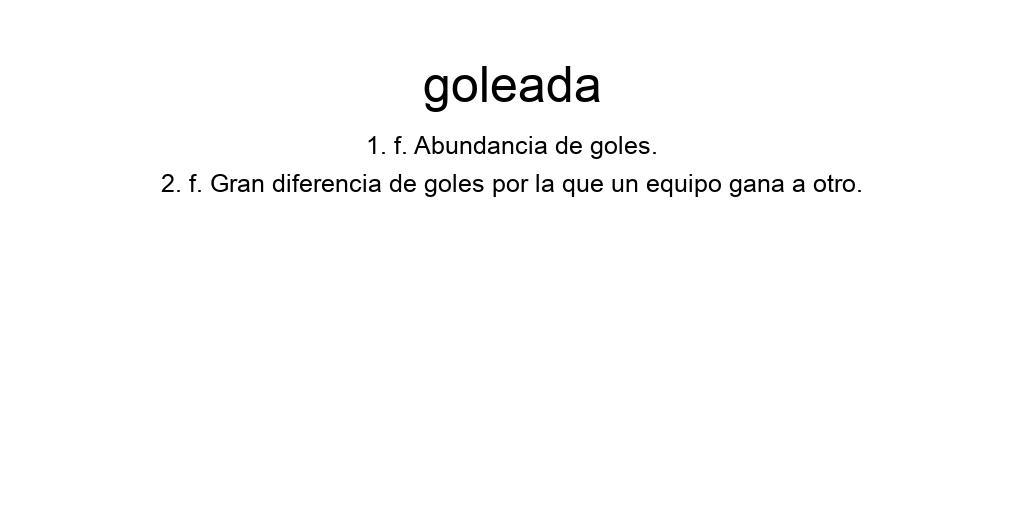 goleada
1. f. Abundancia de goles.
2. f. Gran diferencia de goles por la que un equipo gana a otro.